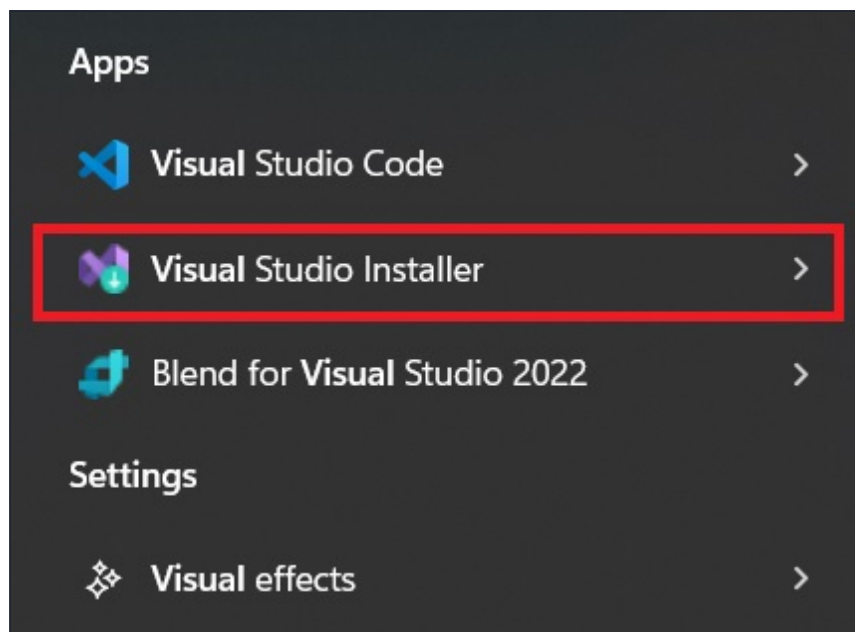 Apps
Visual Studio Code
Visual Studio Installer
Blend for Visual Studio 2022
Settings
Visual effects